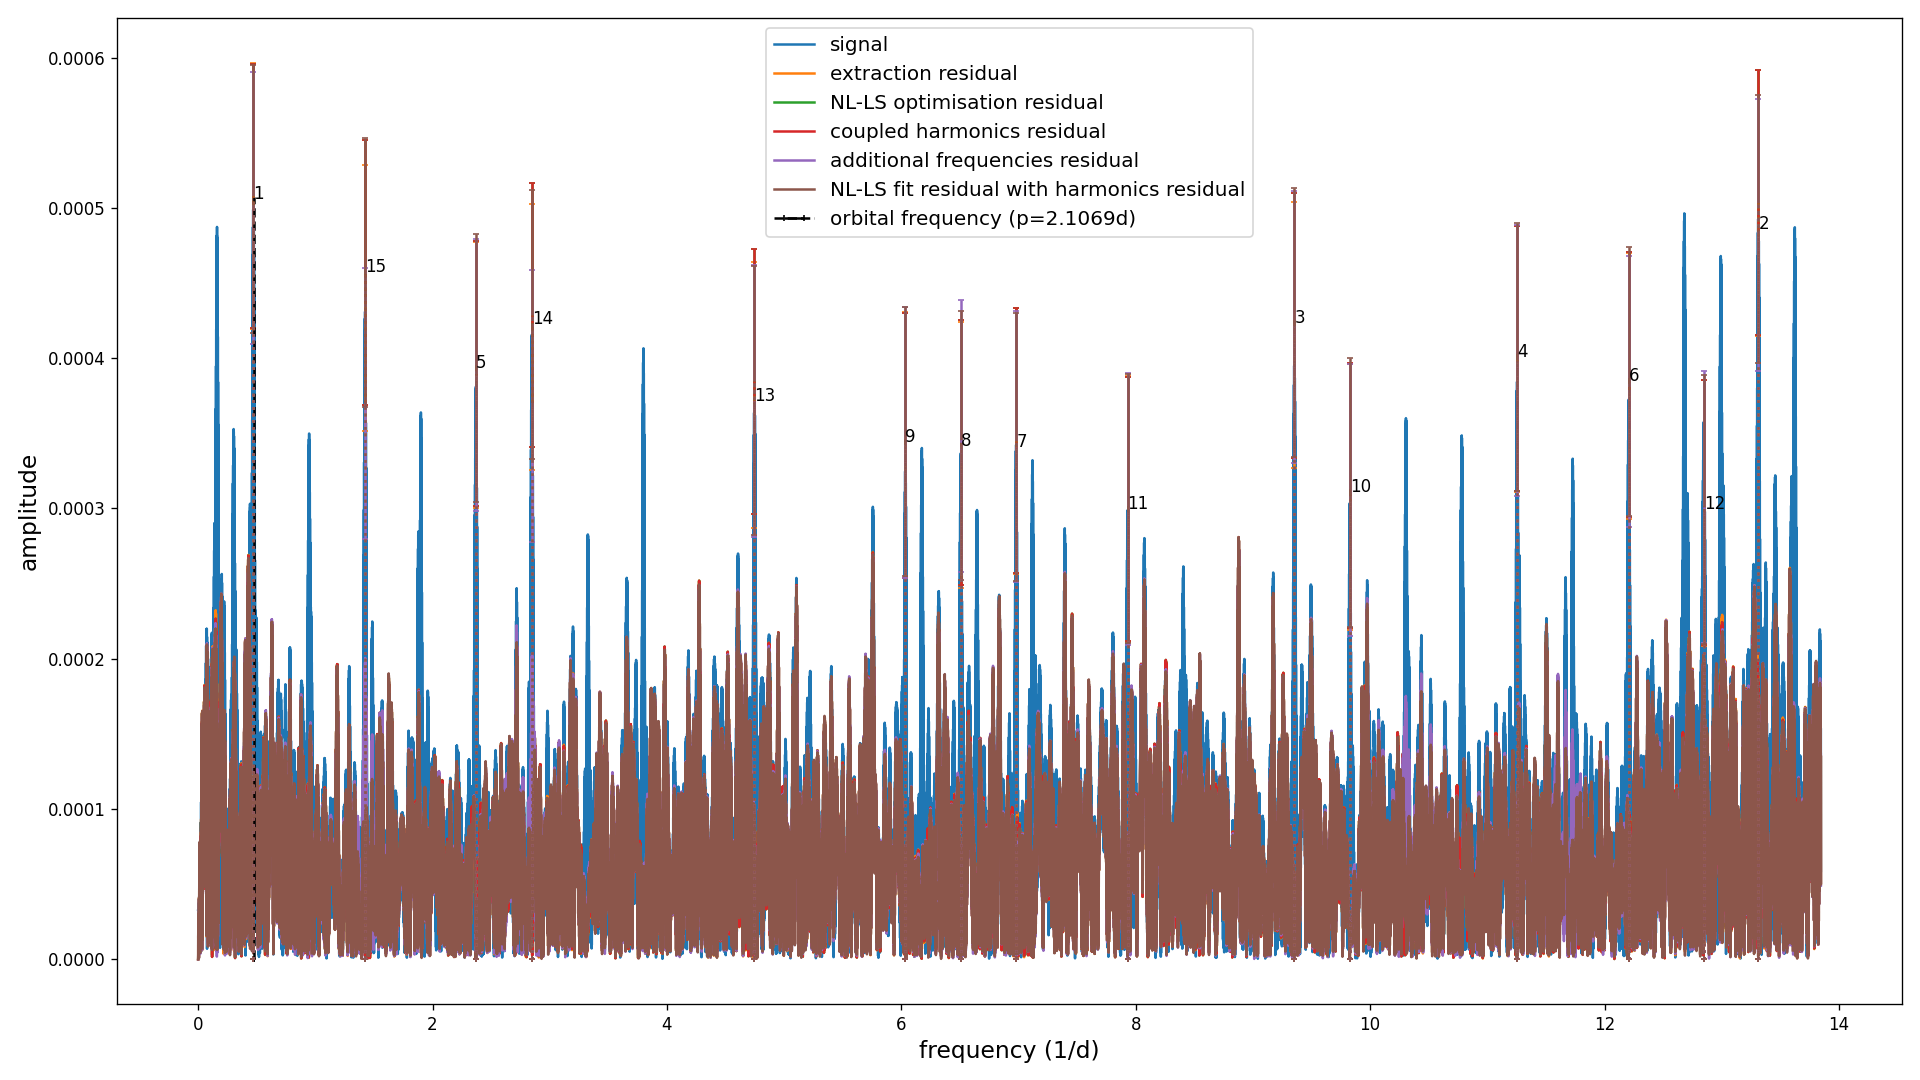 signal
extraction residual
NL-LS optimisation residual
coupled harmonics residual
additional frequencies residual
NL-LS fit residual with harmonics residual
orbital frequency (p=2.1069d)
amplitude
0.0006
0.0005
0.0004
0.0003
0.0002
0.0001
0.0000
1
15
5
14
13
9
8
7
11
3
10
4
6
12
2
0 2 4 6 8 10 12 14
frequency (1/d)